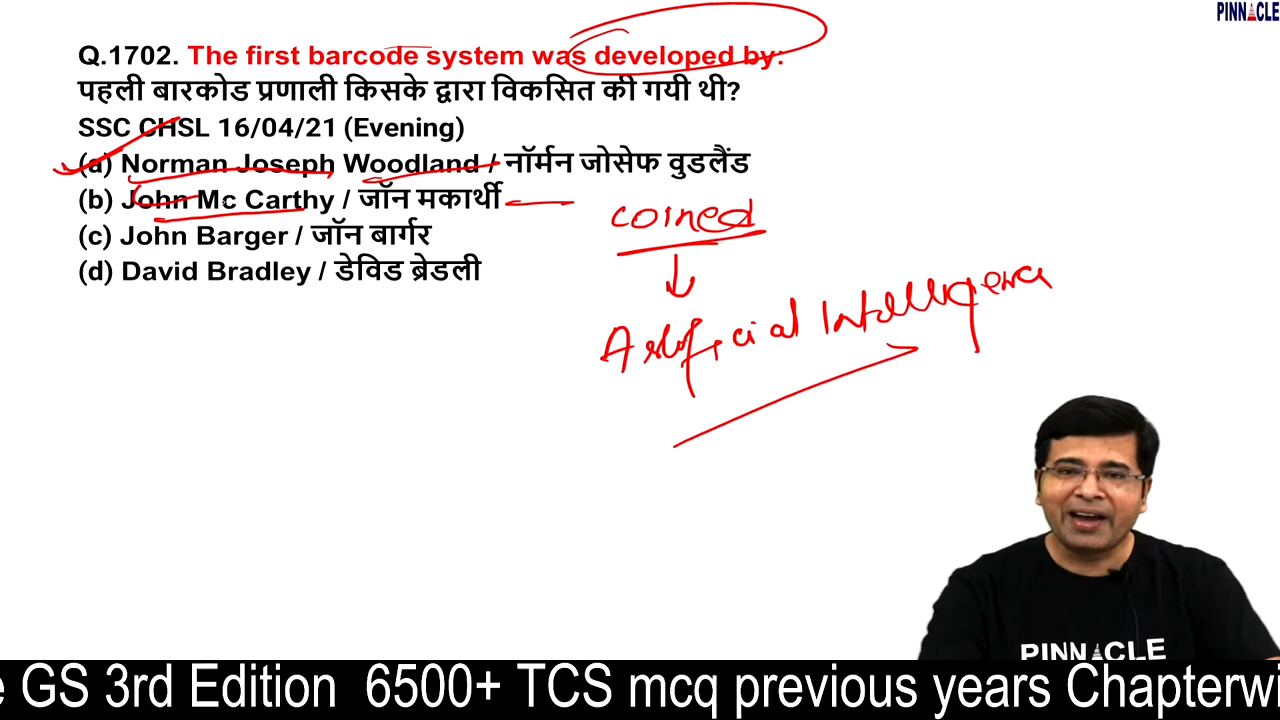 PINNACLE
Q.1702. The first barcode system was developed by:
पहली बारकोड प्रणाली किसके द्वारा विकसित की गयी थी?
SSC CHSL 16/04/21 (Evening)
(a) Norman Joseph Woodland / नॉर्मन जोसेफ वुडलैंड
(b) John Mc Carthy / जॉन मकार्थी
coined
(c) John Barger / जॉन बार्गर
(d) David Bradley / डेविड ब्रेडली
Artificial Intelligence
PINNACLE
e GS 3rd Edition 6500+ TCS mcq previous years Chapterwi